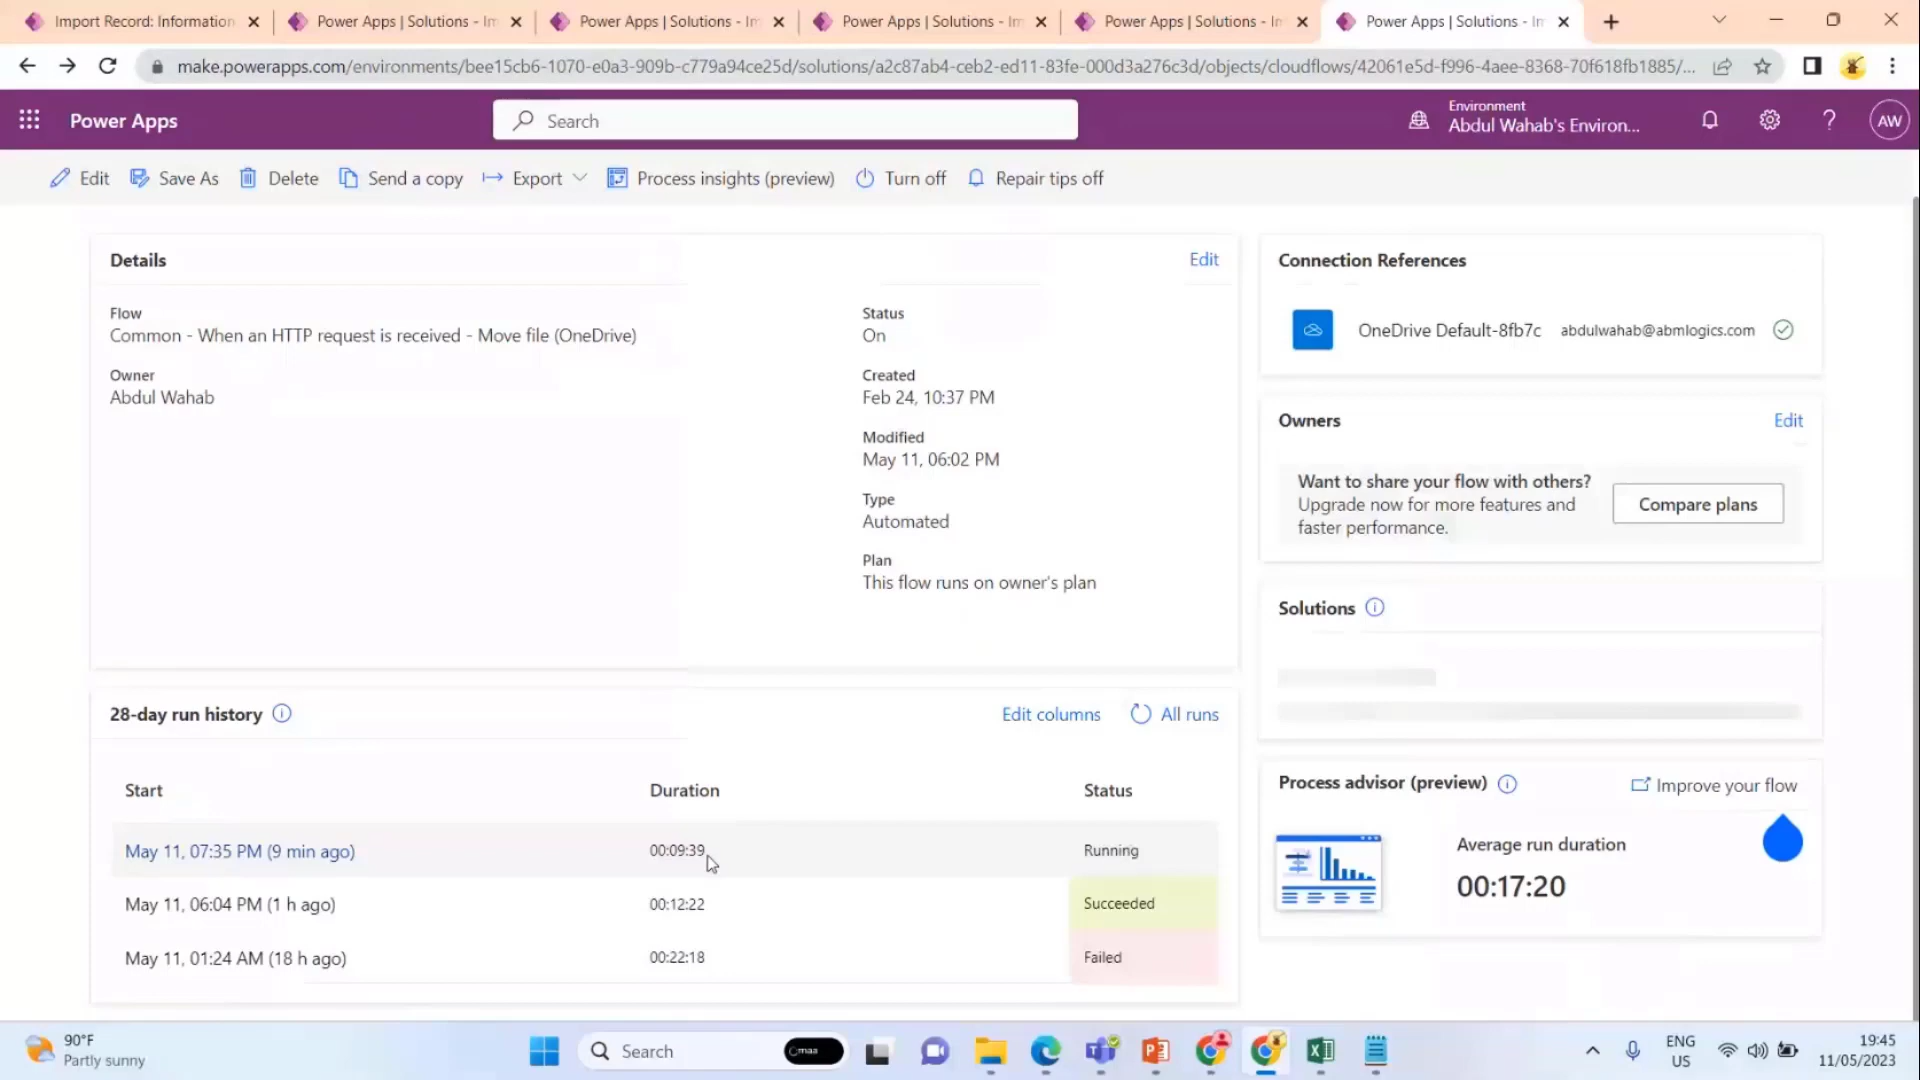 Import Record: Information
Power Apps | Solutions - Im
Power Apps | Solutions - Im
Power Apps | Solutions - Im
Power Apps | Solutions - Im
Power Apps | Solutions - Im
make.powerapps.com/environments/bee15cb6-1070-e0a3-909b-c779a94ce25d/solutions/a2c87ab4-ceb2-ed11-83fe-000d3a276c3d/objects/cloudflows/42061e5d-f996-4aee-8368-70f618fb1885/...
Power Apps
Search
Environment
Abdul Wahab's Environ...
AW
Edit
Save As
Delete
Send a copy
Export
Process insights (preview)
Turn off
Repair tips off
Details
Edit
Flow
Common - When an HTTP request is received - Move file (OneDrive)
Owner
Abdul Wahab
Status
On
Created
Feb 24, 10:37 PM
Modified
May 11, 06:02 PM
Type
Automated
Plan
This flow runs on owner's plan
Connection References
OneDrive Default-8fb7c abdulwahab@abmlogics.com
Owners
Edit
Want to share your flow with others?
Upgrade now for more features and
faster performance.
Compare plans
Solutions
28-day run history
Edit columns
All runs
Start Duration Status
May 11, 07:35 PM (9 min ago) 00:09:39 Running
May 11, 06:04 PM (1 h ago) 00:12:22 Succeeded
May 11, 01:24 AM (18 h ago) 00:22:18 Failed
Process advisor (preview)
Improve your flow
Average run duration
00:17:20
90°F
Partly sunny
Search
ENG
US
19:45
11/05/2023